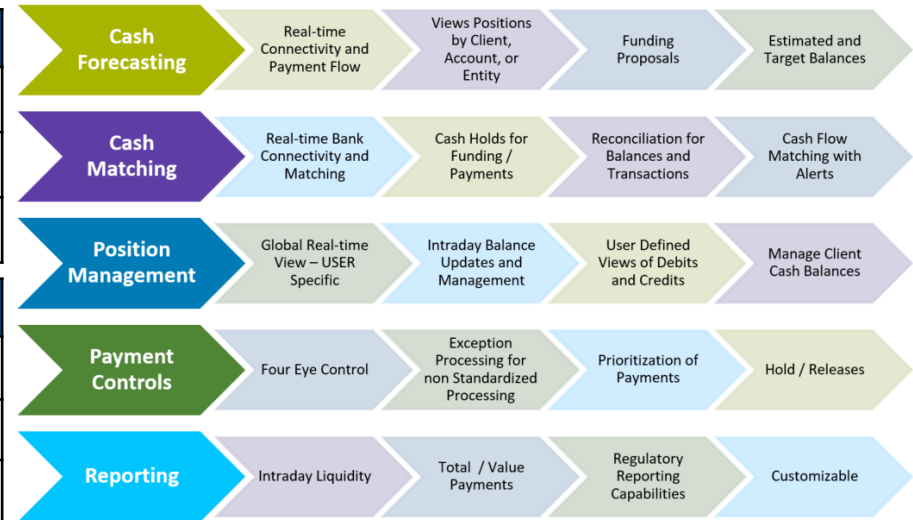 Cash
Forecasting
Real-time
Connectivity and
Payment Flow
Views Positions
by Client,
Account, or
Entity
Funding
Proposals
Estimated and
Target Balances
Cash
Matching
Real-time Bank
Connectivity and
Matching
Cash Holds for
Funding /
Payments
Reconciliation for
Balances and
Transactions
Cash Flow
Matching with
Alerts
Position
Management
Global Real-time
View – USER
Specific
Intraday Balance
Updates and
Management
User Defined
Views of Debits
and Credits
Manage Client
Cash Balances
Payment
Controls
Four Eye Control
Exception
Processing for
non Standardized
Processing
Prioritization of
Payments
Hold / Releases
Reporting
Intraday Liquidity
Total / Value
Payments
Regulatory
Reporting
Capabilities
Customizable